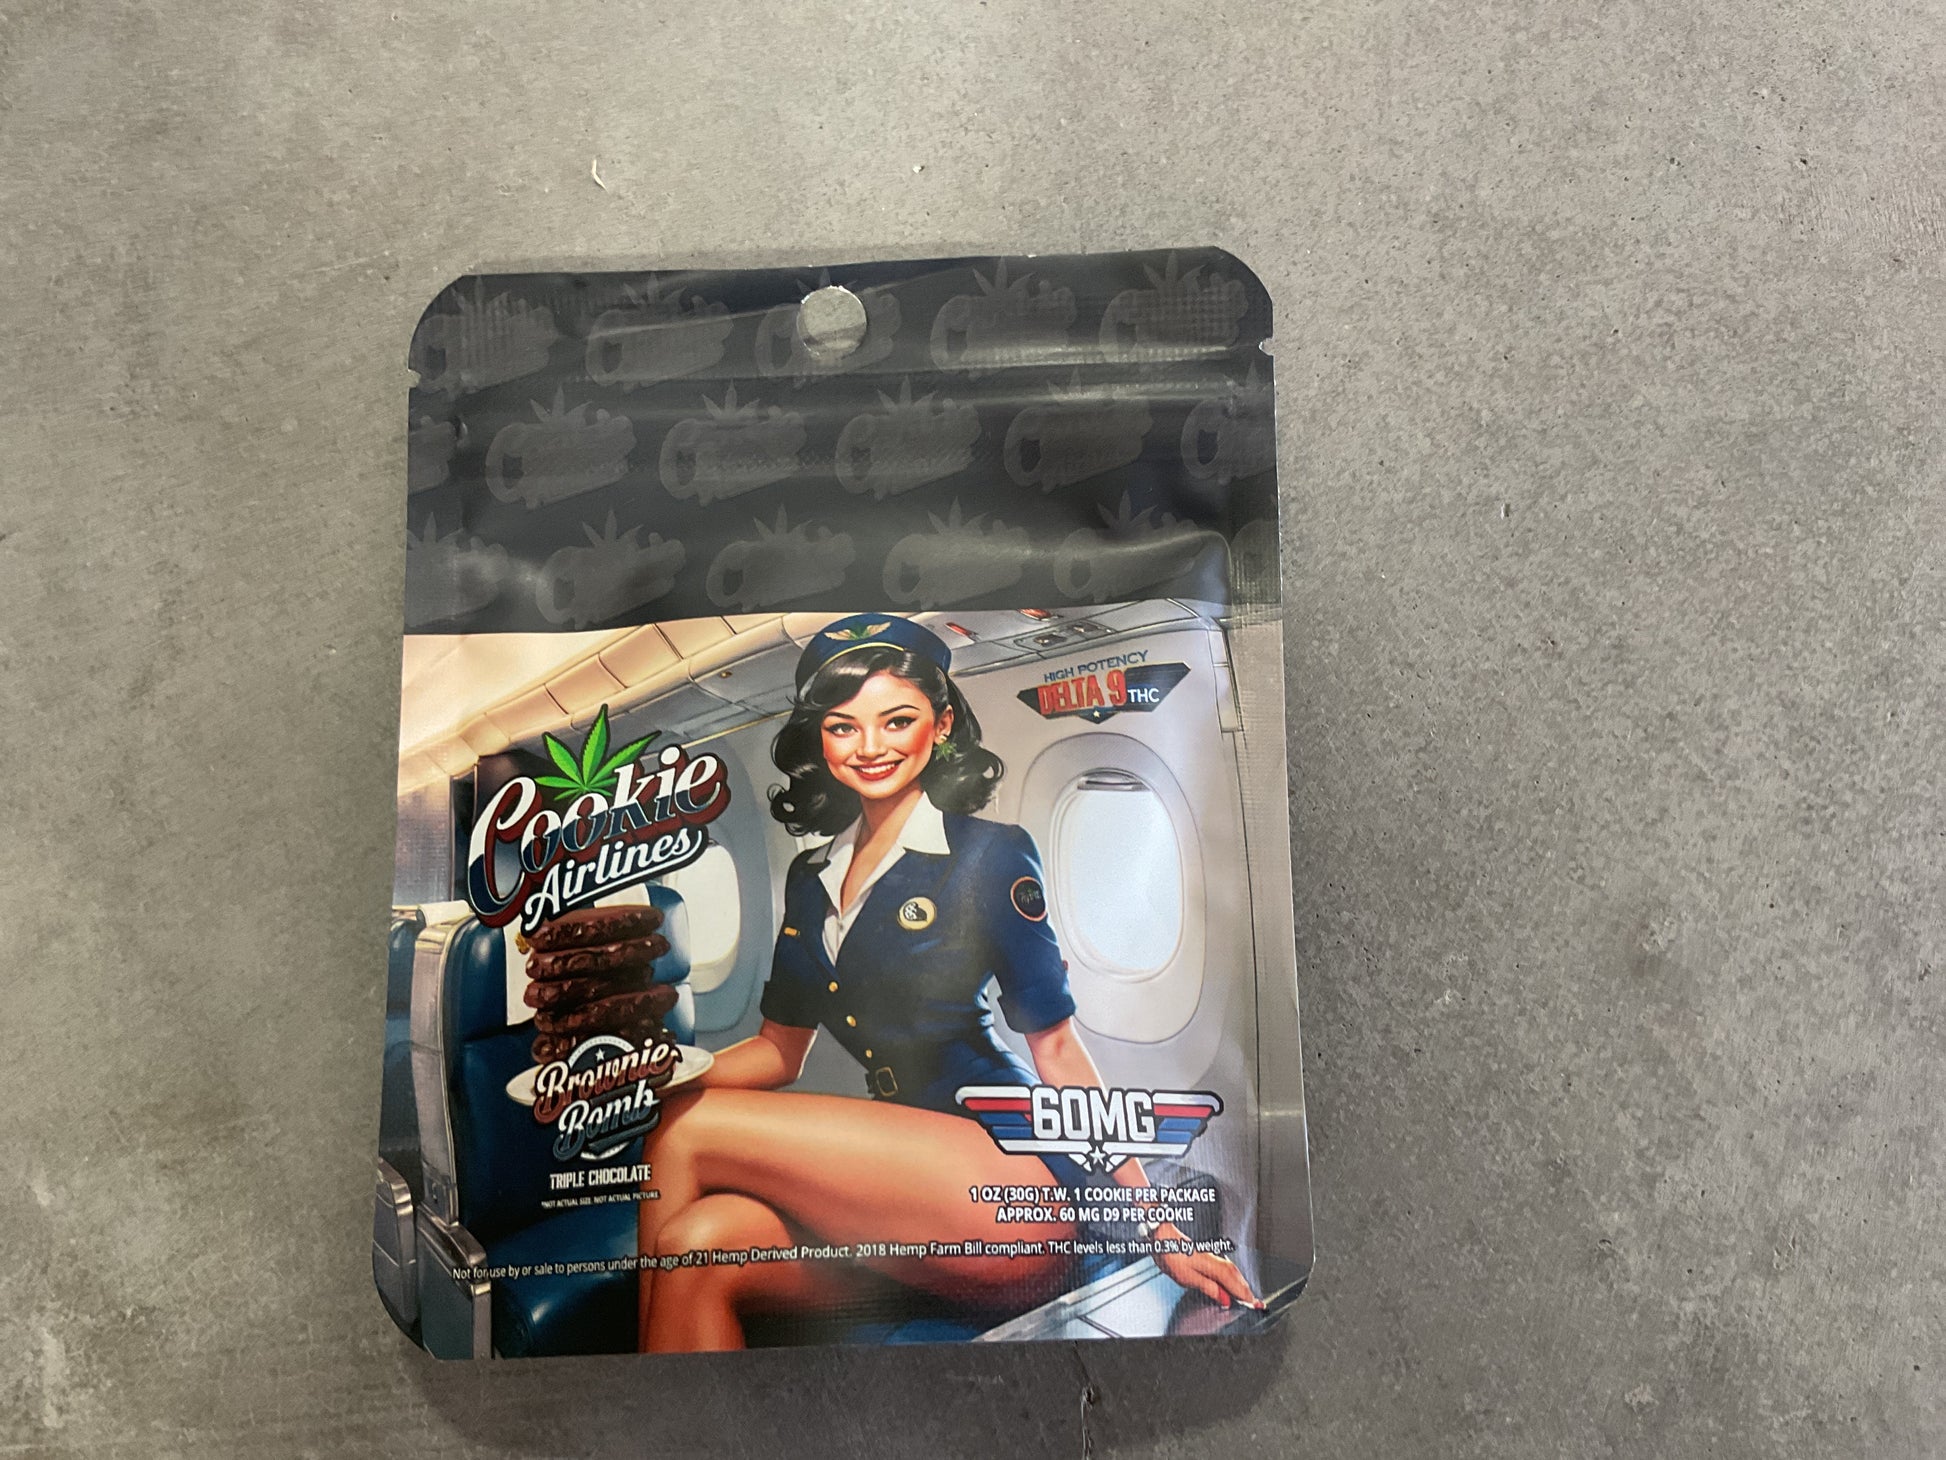 HIGH POTENCY
DELTA 9 THC
Cookie
Airlines
Brownie
Bomb
TRIPLE CHOCOLATE
*NOT ACTUAL SIZE. NOT ACTUAL PICTURE.
60MG
1 OZ (30G) T.W. 1 COOKIE PER PACKAGE
APPROX. 60 MG D9 PER COOKIE
Not for use by or sale to persons under the age of 21 Hemp Derived Product. 2018 Hemp Farm Bill compliant. THC levels less than 0.3% by weight.